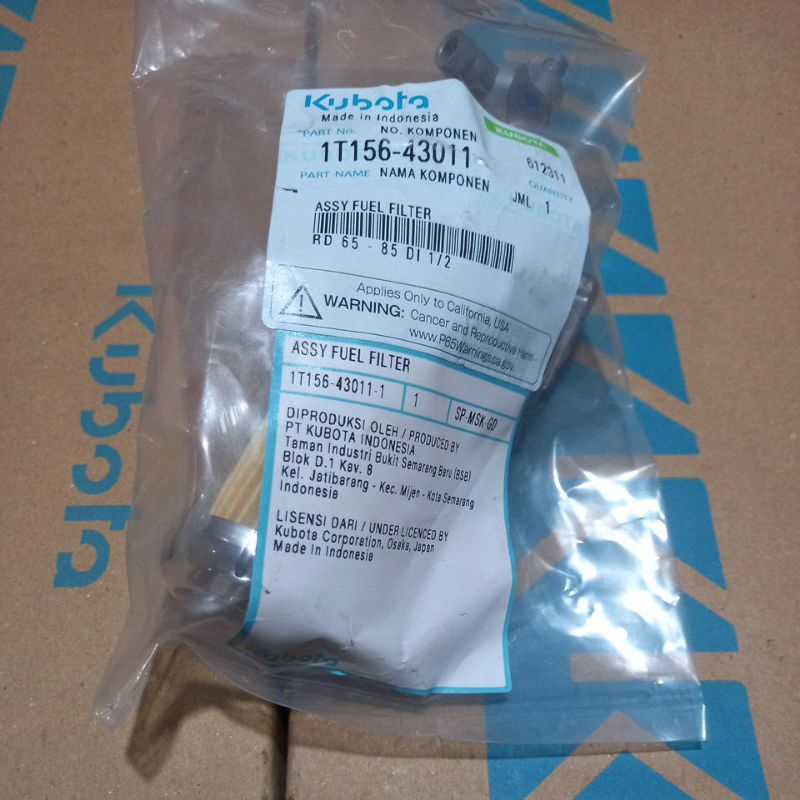 Kubota
Made in Indonesia
PART No. NO. KOMPONEN
KUBOTA
1T156-43011
612311
PART NAME NAMA KOMPONEN
QUANTITY
JML 1
ASSY FUEL FILTER
RD 65 - 85 DI 1/2
Applies Only to California, USA
WARNING: Cancer and Reproductive Harm -
www.P65Warnings.ca.gov.
ASSY FUEL FILTER
1T156-43011-1 1 SP-MSK-GD
DIPRODUKSI OLEH / PRODUCED BY
PT KUBOTA INDONESIA
Taman Industri Bukit Semarang Baru (BSB)
Blok D.1 Kav. 8
Kel. Jatibarang - Kec. Mijen - Kota Semarang
Indonesia
LISENSI DARI / UNDER LICENCED BY
Kubota Corporation, Osaka, Japan
Made In Indonesia
Kubota